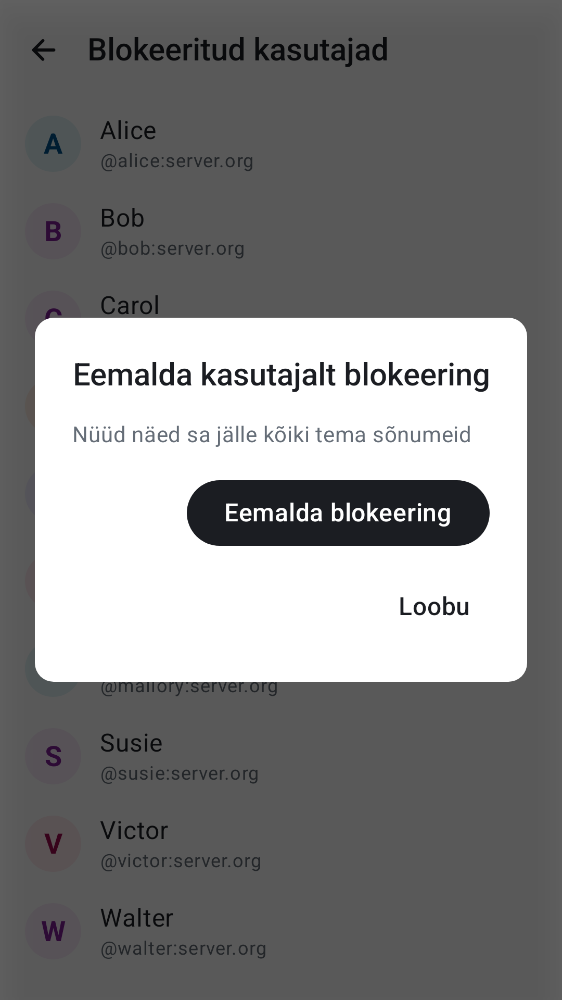 Blokeeritud kasutajad
A
Alice
@alice:server.org
B
Bob
@bob:server.org
Carol
Eemalda kasutajalt blokeering
Nüüd näed sa jälle kõiki tema sõnumeid
Eemalda blokeering
Loobu
@mallory:server.org
S
Susie
@susie:server.org
V
Victor
@victor:server.org
W
Walter
@walter:server.org